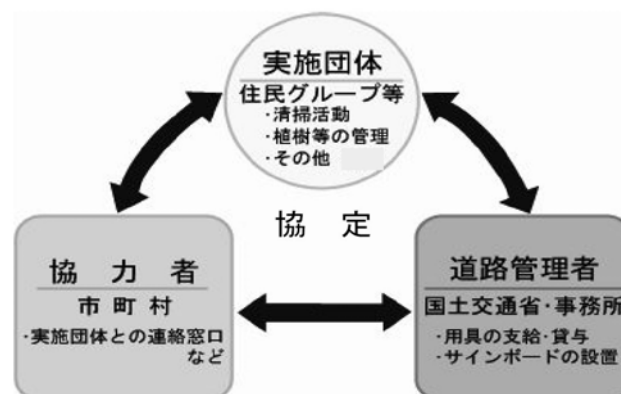 実施団体
住民グループ等
・清掃活動
・植樹等の管理
・その他
協 定
協 力 者
市 町 村
・実施団体との連絡窓口
など
道路管理者
国土交通省・事務所
・用具の支給・貸与
・サインボードの設置